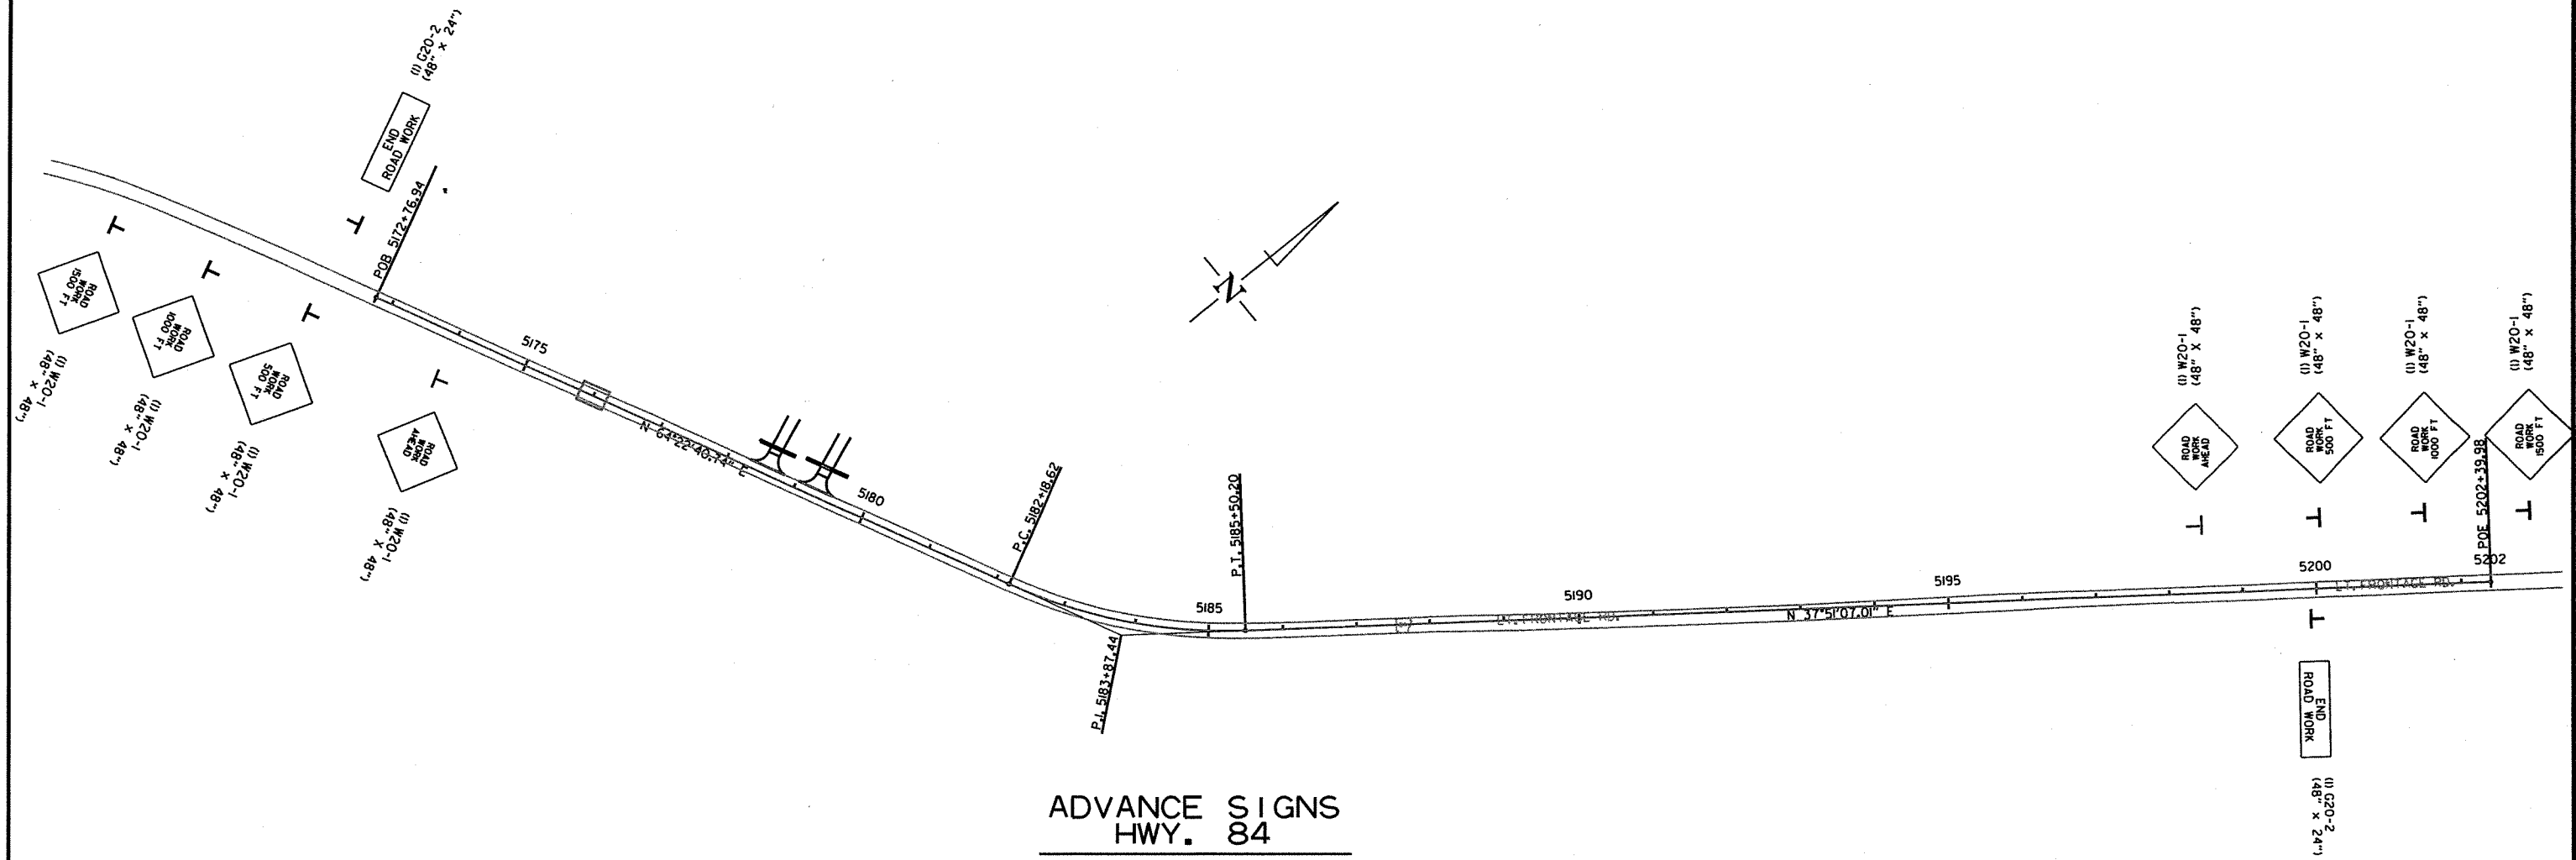 (1) G20-2
(48" × 24")
END
ROAD WORK
POB 5172+76.94
ROAD
WORK
1500 FT
(1) W20-1
(48" × 48")
ROAD
WORK
1000 FT
(1) W20-1
(48" × 48")
ROAD
WORK
500 FT
(1) W20-1
(48" × 48")
ROAD
WORK
AHEAD
(1) W20-1
(48" X 48")
5175
N 64°22'40.74" E
5180
P.C. 5182+18.62
P.I. 5183+87.44
5185
P.T. 5185+50.20
N
5190
LT. FRONTAGE RD.
N 37°51'07.01" E
5195
5200
LT. FRONTAGE RD.
5202
POE 5202+39.98
(1) W20-1
(48" X 48")
ROAD
WORK
AHEAD
(1) W20-1
(48" × 48")
ROAD
WORK
500 FT
(1) W20-1
(48" × 48")
ROAD
WORK
1000 FT
(1) W20-1
(48" × 48")
ROAD
WORK
1500 FT
END
ROAD WORK
(1) G20-2
(48" × 24")
ADVANCE SIGNS
HWY. 84